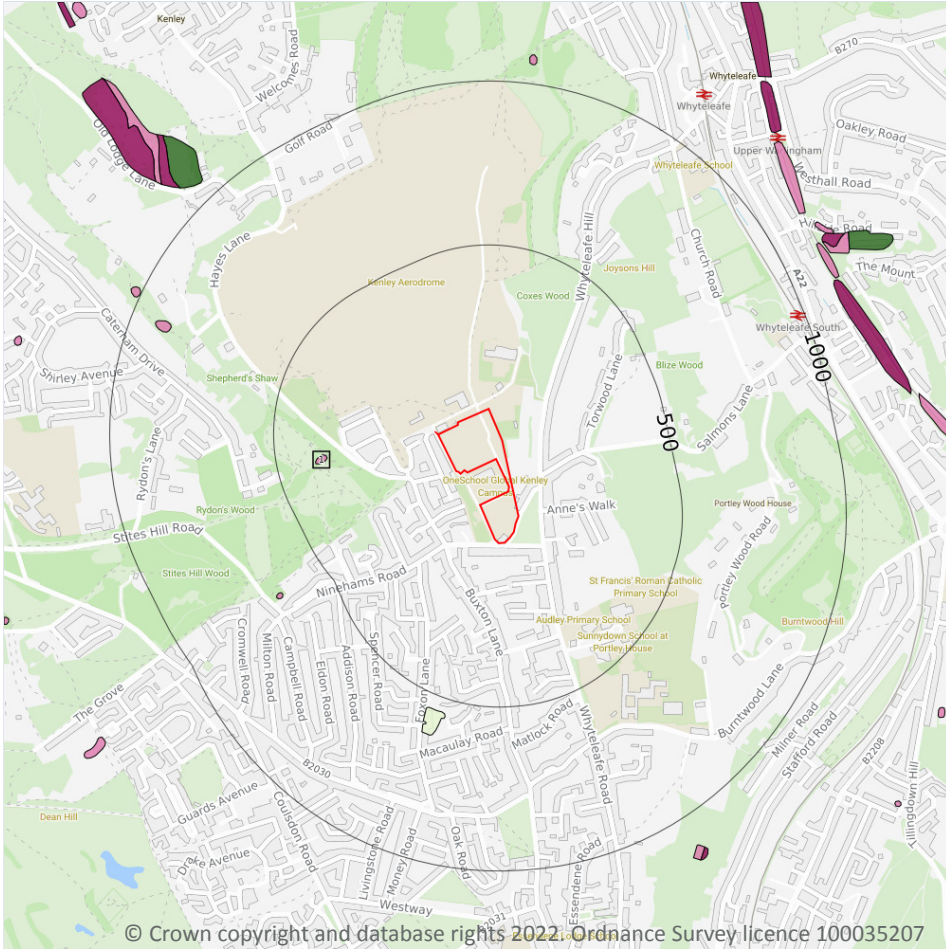 Kenley
Welcomes Road
Golf Road
Old Lodge Lane
B270
Whyteleafe
Whyteleafe
Oakley Road
Upper Warlingham
Whyteleafe School
Westhall Road
Hayes Lane
Whyteleafe Hill
Church Road
Hillside Road
The Mount
Joysons Hill
A22
Kenley Aerodrome
Coxes Wood
Whyteleafe South
1000
Caterham Drive
Shirley Avenue
Shepherd's Shaw
Torwood Lane
Blize Wood
Salmons Lane
500
Rydon's Lane
OneSchool Global Kenley
Campus
Rydon's Wood
Anne's Walk
Portley Wood House
Stites Hill Road
Portley Wood Road
Stites Hill Wood
Ninehams Road
St Francis' Roman Catholic
Primary School
Buxton Lane
Audley Primary School
Sunnydown School at
Portley House
Burntwood Hill
Cromwell Road
Milton Road
Campbell Road
Eldon Road
Addison Road
Spencer Road
Foxon Lane
Burntwood Lane
The Grove
Macaulay Road
Matlock Road
Whyteleafe Road
Milner Road
Stafford Road
B2208
B2030
Guards Avenue
Coulsdon Road
Tillingdown Hill
Dean Hill
Drake Avenue
Livingstone Road
Money Road
Oak Road
Essendene Road
Westway
B2031
© Crown copyright and database rights 2022. Ordnance Survey licence 100035207